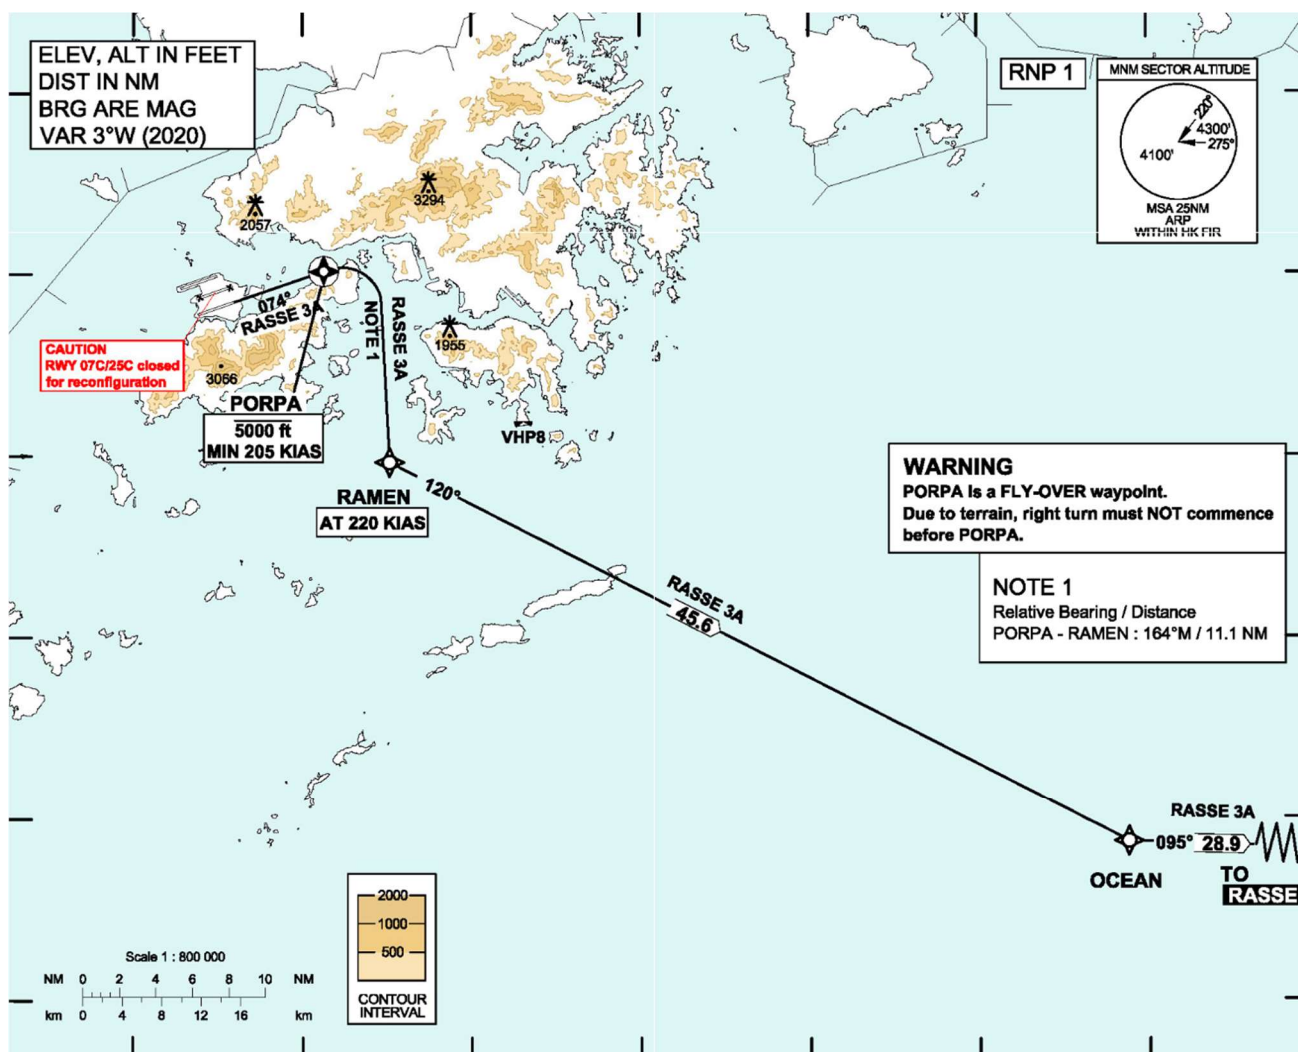 ELEV, ALT IN FEET
DIST IN NM
BRG ARE MAG
VAR 3°W (2020)
RNP 1
MNM SECTOR ALTITUDE
220°
4300'
275°
4100'
MSA 25NM
ARP
WITHIN HK FIR
3294
2057
074°
RASSE 3A
RASSE 3A
NOTE 1
CAUTION
RWY 07C/25C closed
for reconfiguration
1955
3066
PORPA
5000 ft
MIN 205 KIAS
VHP8
RAMEN
AT 220 KIAS
120°
WARNING
PORPA is a FLY-OVER waypoint.
Due to terrain, right turn must NOT commence
before PORPA.
NOTE 1
Relative Bearing / Distance
PORPA - RAMEN : 164°M / 11.1 NM
RASSE 3A
45.6
RASSE 3A
095° 28.9
OCEAN
TO
RASSE
2000
1000
500
CONTOUR
INTERVAL
Scale 1 : 800 000
NM 0 2 4 6 8 10 NM
km 0 4 8 12 16 km